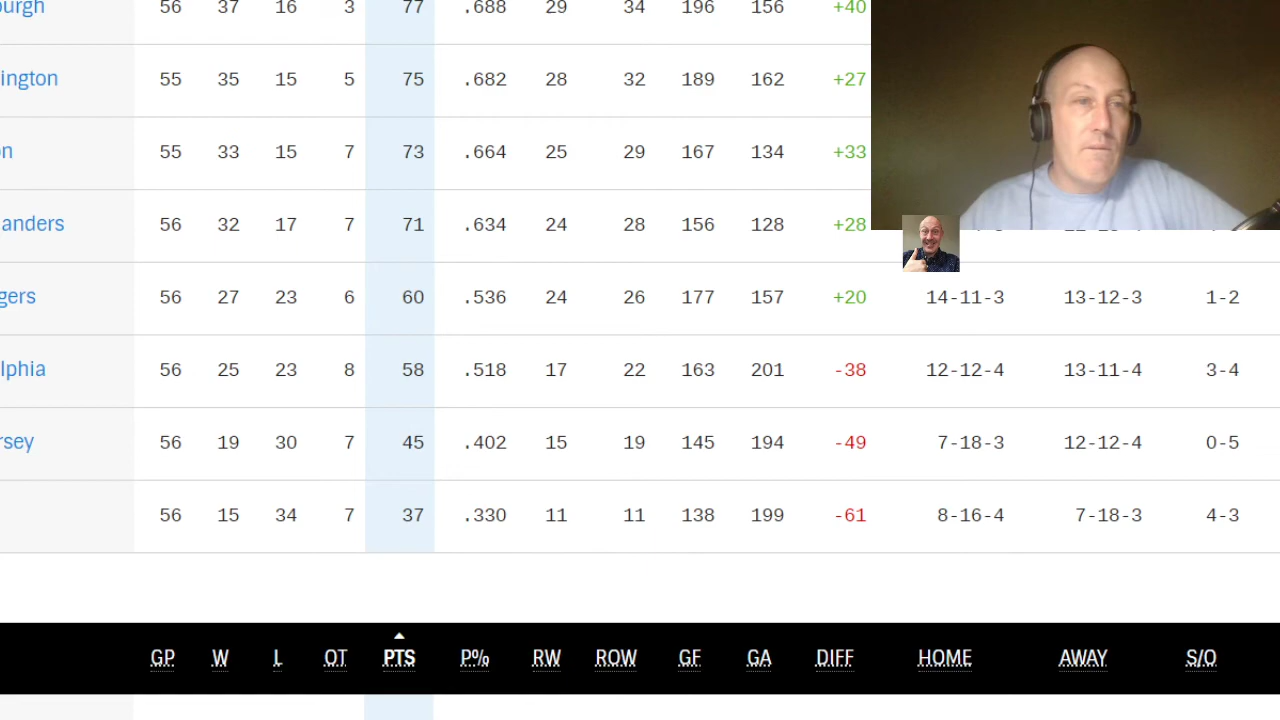 burgh 56 37 16 3 77 .688 29 34 196 156 +40
ington 55 35 15 5 75 .682 28 32 189 162 +27
on 55 33 15 7 73 .664 25 29 167 134 +33
anders 56 32 17 7 71 .634 24 28 156 128 +28
gers 56 27 23 6 60 .536 24 26 177 157 +20 14-11-3 13-12-3 1-2
lphia 56 25 23 8 58 .518 17 22 163 201 -38 12-12-4 13-11-4 3-4
rsey 56 19 30 7 45 .402 15 19 145 194 -49 7-18-3 12-12-4 0-5
56 15 34 7 37 .330 11 11 138 199 -61 8-16-4 7-18-3 4-3
GP W L OT PTS P% RW ROW GF GA DIFF HOME AWAY S/O